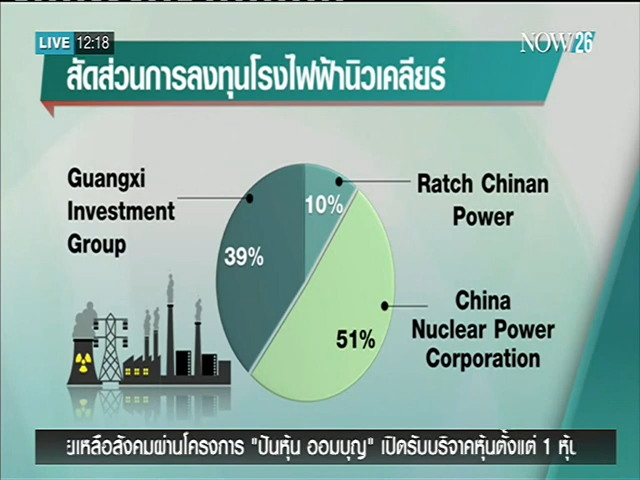 LIVE 12:18
NOW26
สัดส่วนการลงทุนโรงไฟฟ้านิวเคลียร์
Guangxi
Investment
Group
39%
10%
Ratch Chinan
Power
51%
China
Nuclear Power
Corporation
ยเหลือสังคมผ่านโครงการ "ปันหุ้น ออมบุญ" เปิดรับบริจาคหุ้นตั้งแต่ 1 หุ้น